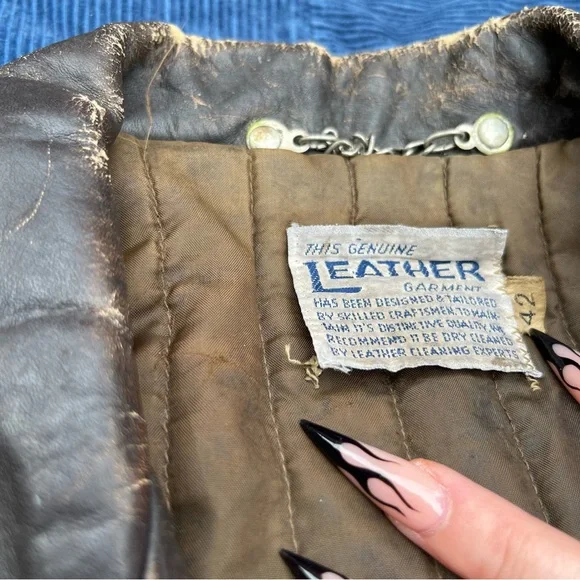 THIS GENUINE
LEATHER
GARMENT
HAS BEEN DESIGNED & TAILORED
BY SKILLED CRAFTSMEN. TO MAIN-
TAIN IT'S DISTINCTIVE QUALITY, WE
RECOMMEND IT BE DRY CLEANED
BY LEATHER CLEANING EXPERTS
42